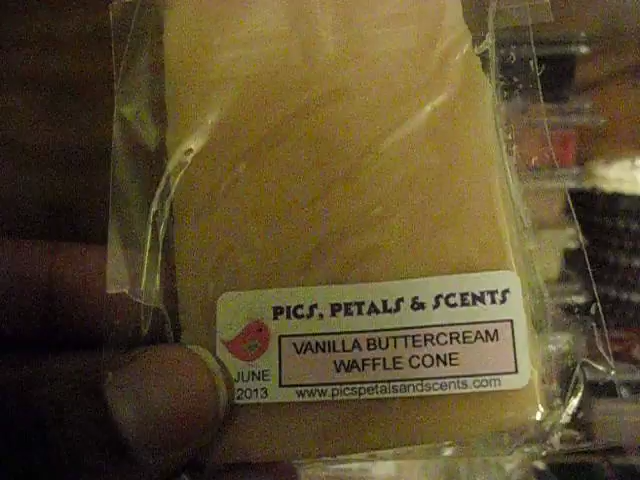 PICS, PETALS & SCENTS
VANILLA BUTTERCREAM
WAFFLE CONE
JUNE
2013
www.picspetalsandscents.com